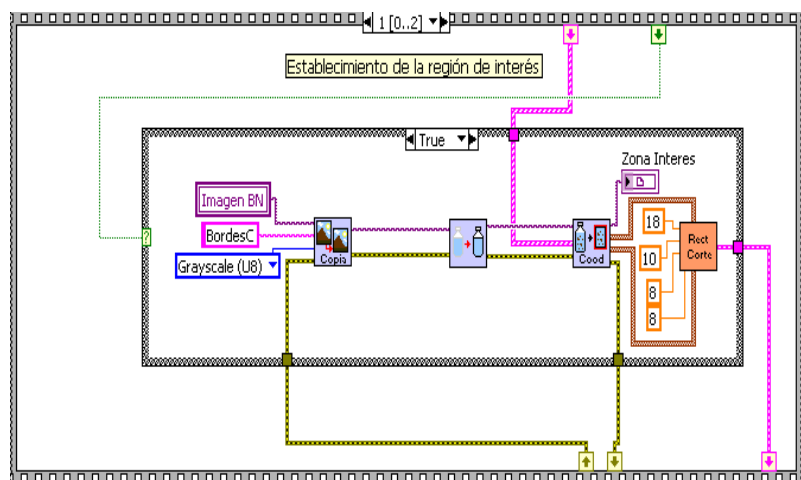 1 [0..2]
Establecimiento de la región de interés
True
Zona Interes
Imagen BN
BordesC
Grayscale (U8)
Copia
Cood
18
10
8
8
Rect
Corte
?